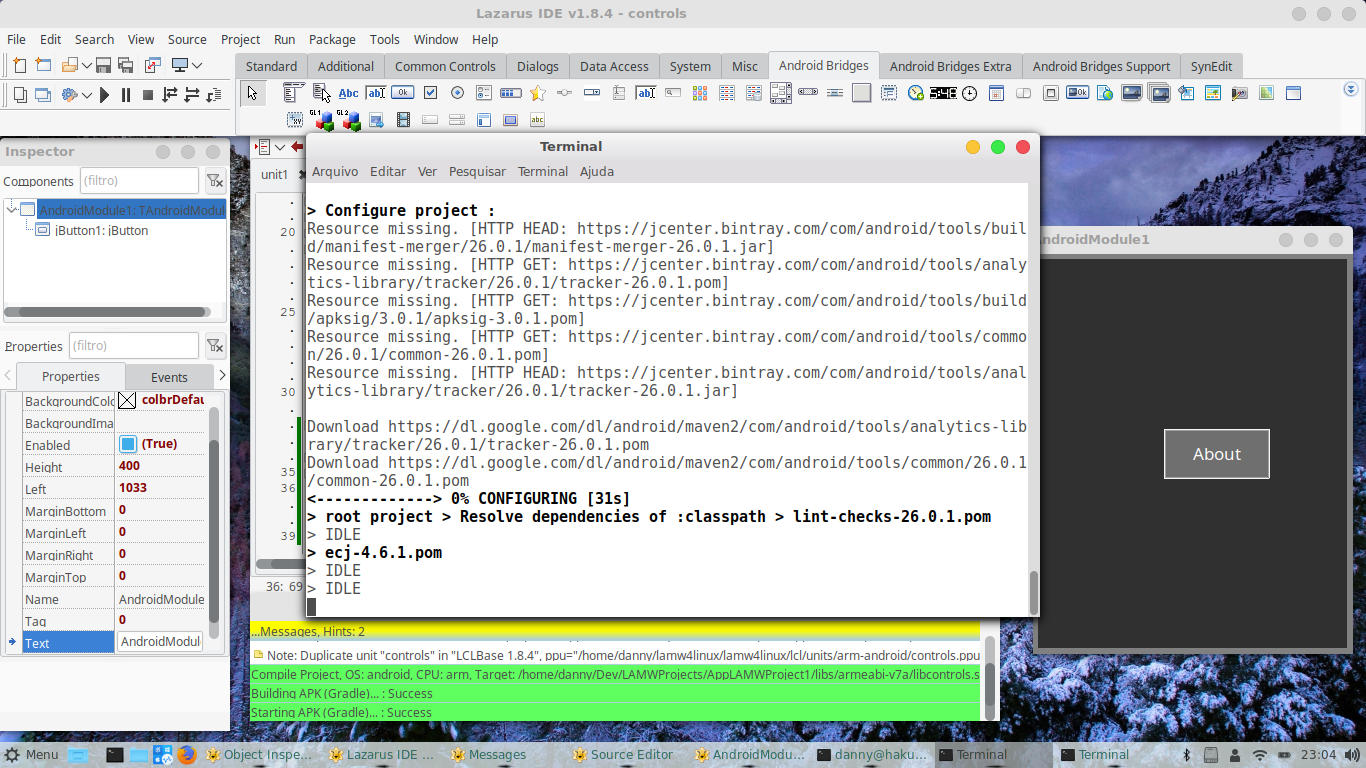 Lazarus IDE v1.8.4 - controls
File Edit Search View Source Project Run Package Tools Window Help
Standard Additional Common Controls Dialogs Data Access System Misc Android Bridges Android Bridges Extra Android Bridges Support SynEdit
Abc ab Ok
GL1 GL2 abc
Inspector
Components (filtro)
AndroidModule1: TAndroidModul
jButton1: jButton
Properties (filtro)
Properties Events
BackgroundColo colbrDefau
BackgroundIma
Enabled (True)
Height 400
Left 1033
MarginBottom 0
MarginLeft 0
MarginRight 0
MarginTop 0
Name AndroidModule
Tag 0
Text AndroidModul
unit1
20
25
30
35
36
39
36: 69
Terminal
Arquivo Editar Ver Pesquisar Terminal Ajuda
> Configure project :
Resource missing. [HTTP HEAD: https://jcenter.bintray.com/com/android/tools/buil
d/manifest-merger/26.0.1/manifest-merger-26.0.1.jar]
Resource missing. [HTTP GET: https://jcenter.bintray.com/com/android/tools/analy
tics-library/tracker/26.0.1/tracker-26.0.1.pom]
Resource missing. [HTTP GET: https://jcenter.bintray.com/com/android/tools/build
/apksig/3.0.1/apksig-3.0.1.pom]
Resource missing. [HTTP GET: https://jcenter.bintray.com/com/android/tools/commo
n/26.0.1/common-26.0.1.pom]
Resource missing. [HTTP HEAD: https://jcenter.bintray.com/com/android/tools/anal
ytics-library/tracker/26.0.1/tracker-26.0.1.jar]
Download https://dl.google.com/dl/android/maven2/com/android/tools/analytics-lib
rary/tracker/26.0.1/tracker-26.0.1.pom
Download https://dl.google.com/dl/android/maven2/com/android/tools/common/26.0.1
/common-26.0.1.pom
<-------------> 0% CONFIGURING [31s]
> root project > Resolve dependencies of :classpath > lint-checks-26.0.1.pom
> IDLE
> ecj-4.6.1.pom
> IDLE
> IDLE
ndroidModule1
About
...Messages, Hints: 2
Note: Duplicate unit "controls" in "LCLBase 1.8.4", ppu="/home/danny/lamw4linux/lamw4linux/lcl/units/arm-android/controls.ppu
Compile Project, OS: android, CPU: arm, Target: /home/danny/Dev/LAMWProjects/AppLAMWProject1/libs/armeabi-v7a/libcontrols.s
Building APK (Gradle)... : Success
Starting APK (Gradle)... : Success
Menu Object Inspe... Lazarus IDE ... Messages Source Editor AndroidModu... danny@haku... Terminal Terminal 23:04